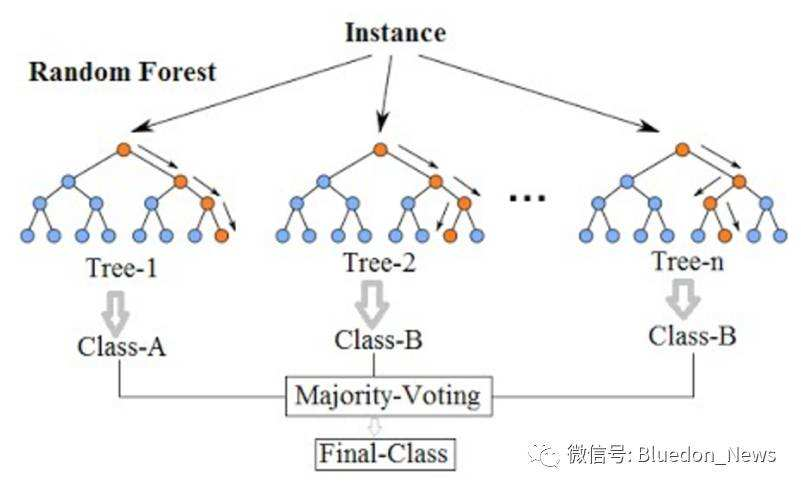 Instance
Random Forest
...
Tree-1
Tree-2
Tree-n
Class-A
Class-B
Class-B
Majority-Voting
Final-Class
微信号: Bluedon_News